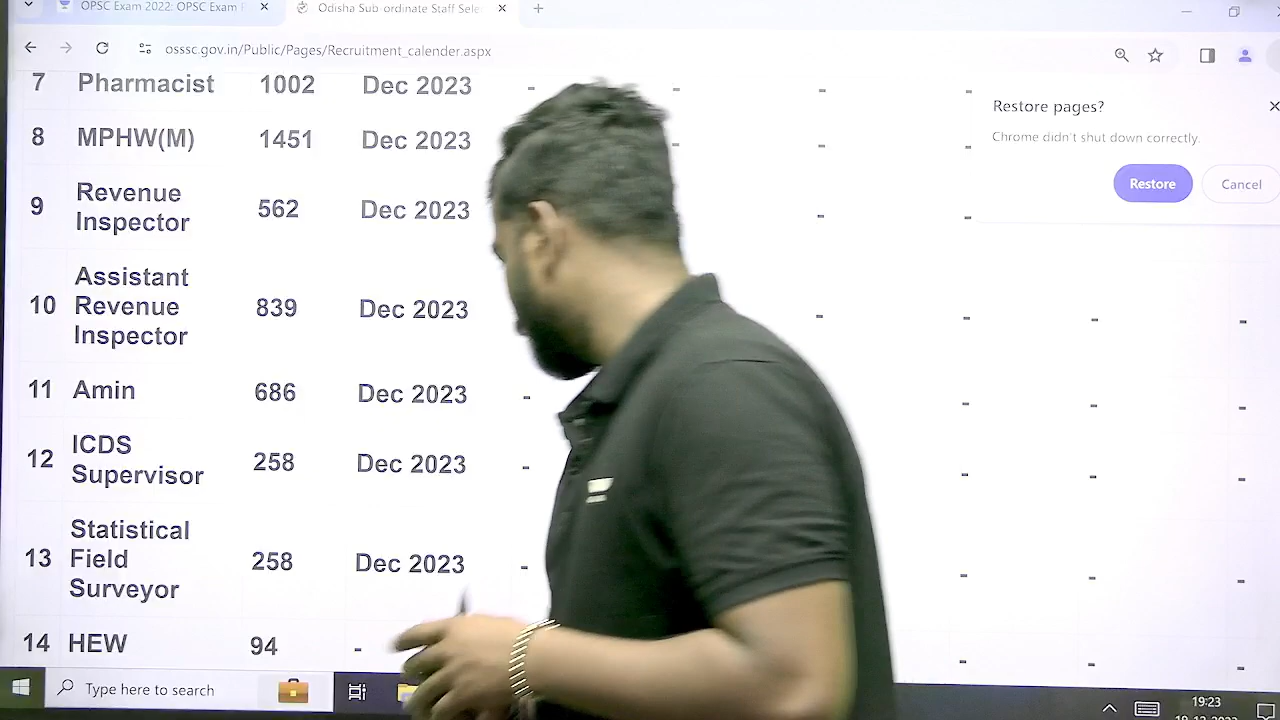 OPSC Exam 2022: OPSC Exam F
Odisha Sub-ordinate Staff Sele
osssc.gov.in/Public/Pages/Recruitment_calender.aspx
7 Pharmacist 1002 Dec 2023
8 MPHW(M) 1451 Dec 2023
9 Revenue Inspector 562 Dec 2023
10 Assistant Revenue Inspector 839 Dec 2023
11 Amin 686 Dec 2023
12 ICDS Supervisor 258 Dec 2023
13 Statistical Field Surveyor 258 Dec 2023
14 HEW 94
Restore pages?
Chrome didn't shut down correctly.
Restore Cancel
Type here to search
19:23